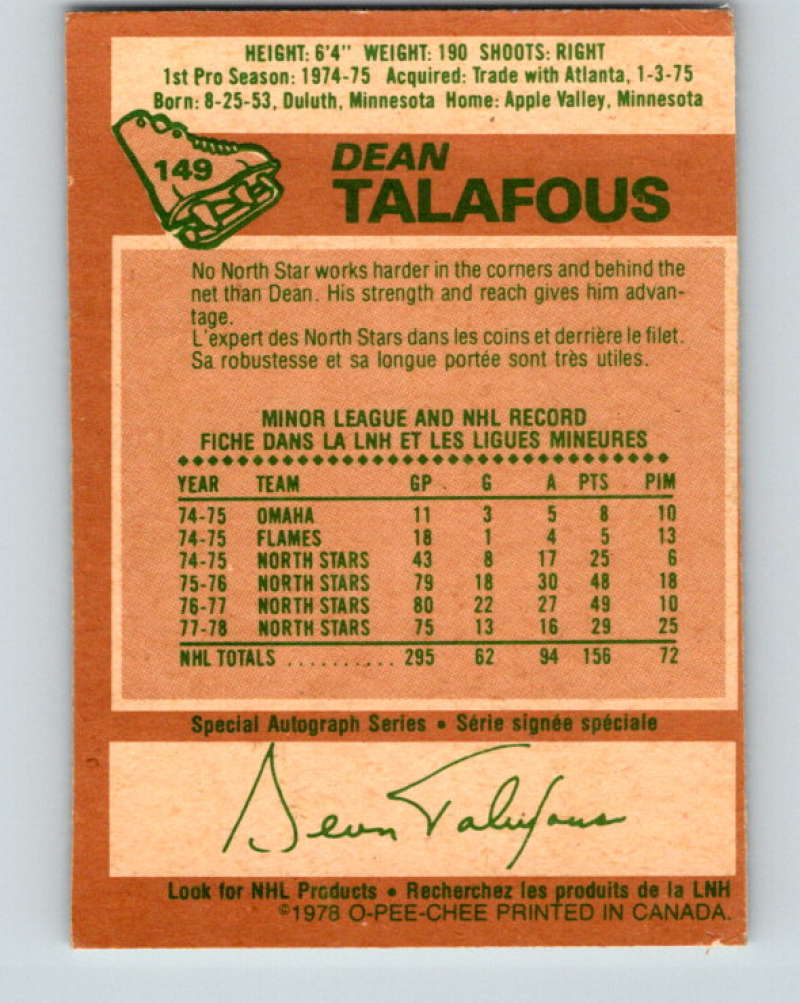 HEIGHT: 6'4" WEIGHT: 190 SHOOTS: RIGHT
1st Pro Season: 1974-75 Acquired: Trade with Atlanta, 1-3-75
Born: 8-25-53, Duluth, Minnesota Home: Apple Valley, Minnesota
149
DEAN
TALAFOUS
No North Star works harder in the corners and behind the
net than Dean. His strength and reach gives him advan-
tage.
L'expert des North Stars dans les coins et derrière le filet.
Sa robustesse et sa longue portée sont très utiles.
MINOR LEAGUE AND NHL RECORD
FICHE DANS LA LNH ET LES LIGUES MINEURES
YEAR TEAM GP G A PTS PIM
74-75 OMAHA 11 3 5 8 10
74-75 FLAMES 18 1 4 5 13
74-75 NORTH STARS 43 8 17 25 6
75-76 NORTH STARS 79 18 30 48 18
76-77 NORTH STARS 80 22 27 49 10
77-78 NORTH STARS 75 13 16 29 25
NHL TOTALS .......... 295 62 94 156 72
Special Autograph Series • Série signée spéciale
Dean Talafous
Look for NHL Products • Recherchez les produits de la LNH
©1978 O-PEE-CHEE PRINTED IN CANADA.